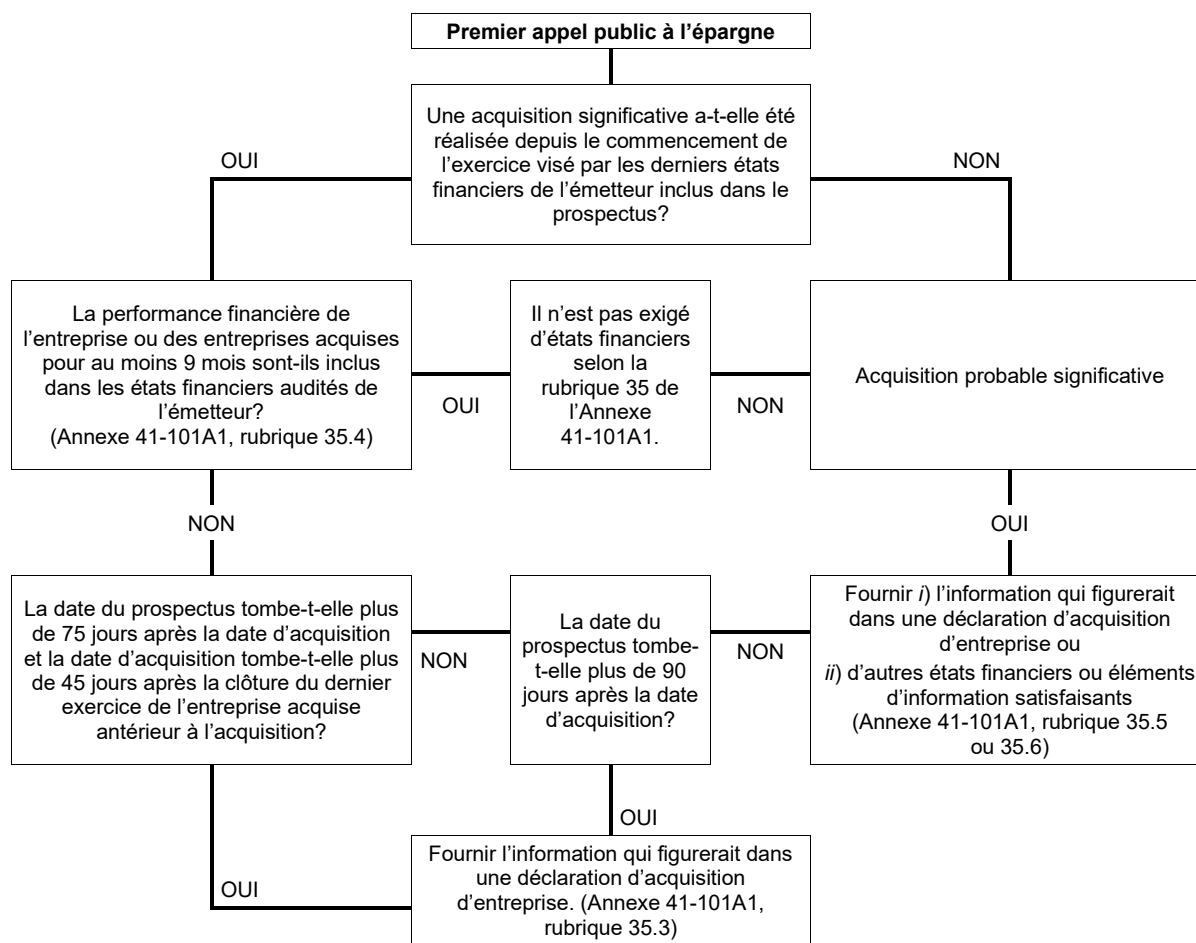 Premier appel public à l’épargne
Une acquisition significative a-t-elle été
réalisée depuis le commencement de
l’exercice visé par les derniers états
financiers de l’émetteur inclus dans le
prospectus?
OUI
NON
La performance financière de
l’entreprise ou des entreprises acquises
pour au moins 9 mois sont-ils inclus
dans les états financiers audités de
l’émetteur?
(Annexe 41-101A1, rubrique 35.4)
OUI
Il n’est pas exigé
d’états financiers
selon la
rubrique 35 de
l’Annexe
41-101A1.
NON
Acquisition probable significative
NON
OUI
La date du prospectus tombe-t-elle plus
de 75 jours après la date d’acquisition
et la date d’acquisition tombe-t-elle plus
de 45 jours après la clôture du dernier
exercice de l’entreprise acquise
antérieur à l’acquisition?
NON
La date du
prospectus tombe-
t-elle plus de 90
jours après la date
d’acquisition?
NON
Fournir i) l’information qui figurerait
dans une déclaration d’acquisition
d’entreprise ou
ii) d’autres états financiers ou éléments
d’information satisfaisants
(Annexe 41-101A1, rubrique 35.5
ou 35.6)
OUI
OUI
Fournir l’information qui figurerait dans
une déclaration d’acquisition
d’entreprise. (Annexe 41-101A1,
rubrique 35.3)